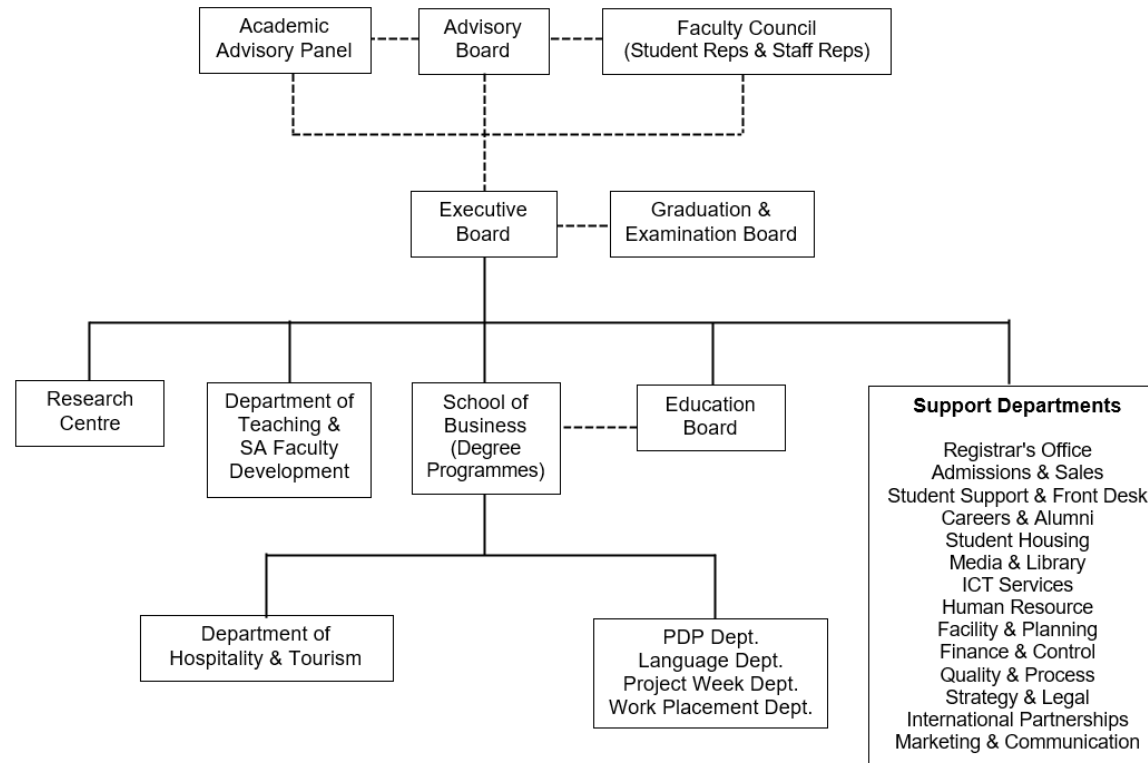 Academic
Advisory Panel
Advisory
Board
Faculty Council
(Student Reps & Staff Reps)
Executive
Board
Graduation &
Examination Board
Research
Centre
Department of
Teaching &
SA Faculty
Development
School of
Business
(Degree
Programmes)
Education
Board
Support Departments
Registrar's Office
Admissions & Sales
Student Support & Front Desk
Careers & Alumni
Student Housing
Media & Library
ICT Services
Human Resource
Facility & Planning
Finance & Control
Quality & Process
Strategy & Legal
International Partnerships
Marketing & Communication
Department of
Hospitality & Tourism
PDP Dept.
Language Dept.
Project Week Dept.
Work Placement Dept.